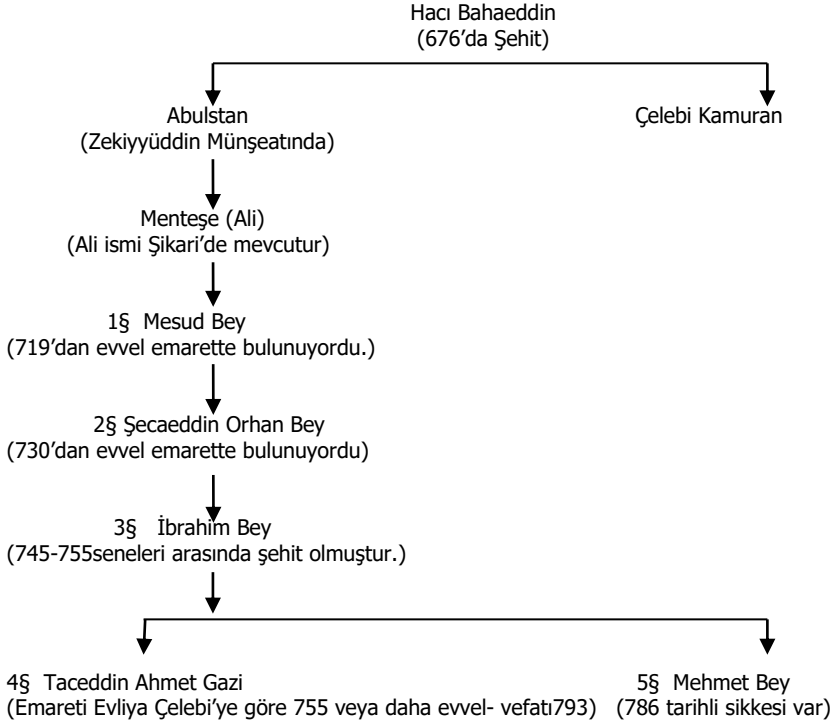 Hacı Bahaeddin
(676’da Şehit)
Abulstan
Çelebi Kamuran
(Zekiyyüddin Münşeatında)
Menteşe (Ali)
(Ali ismi Şikari’de mevcutur)
1§ Mesud Bey
(719’dan evvel emarette bulunuyordu.)
2§ Şecaeddin Orhan Bey
(730’dan evvel emarette bulunuyordu)
3§ İbrahim Bey
(745-755seneleri arasında şehit olmuştur.)
4§ Taceddin Ahmet Gazi
5§ Mehmet Bey
(Emareti Evliya Çelebi’ye göre 755 veya daha evvel- vefatı793)
(786 tarihli sikkesi var)